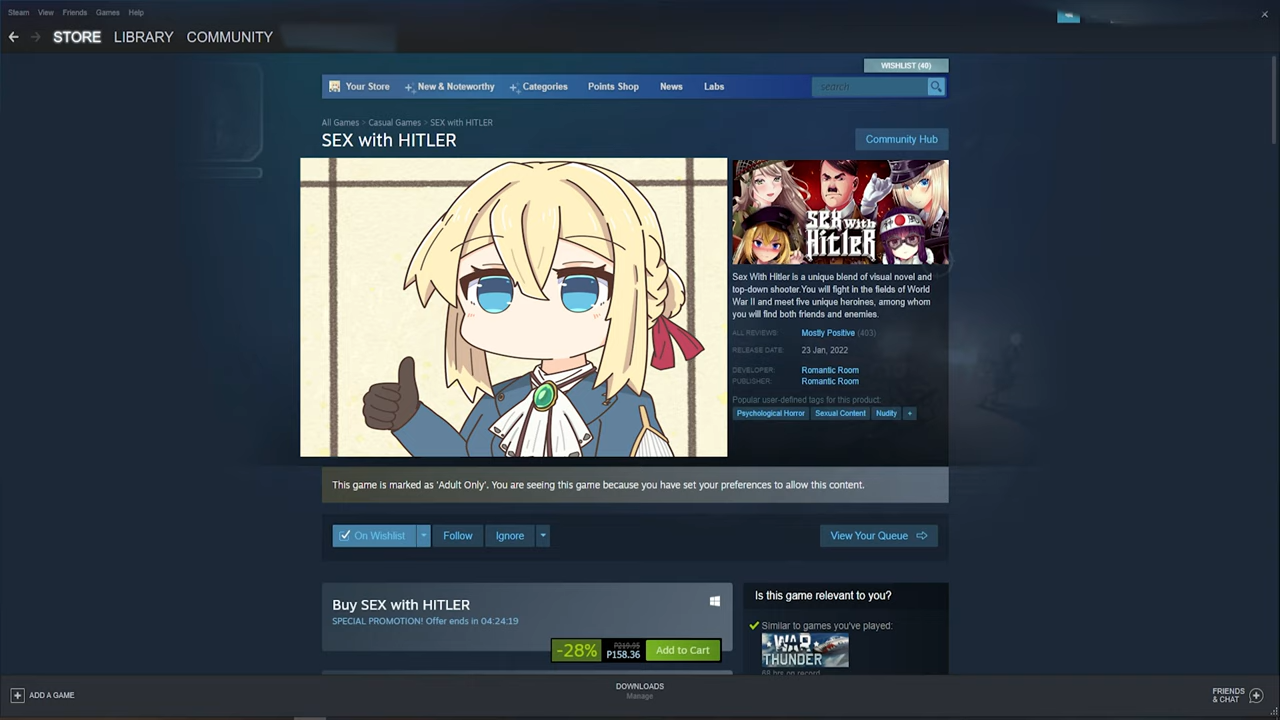 Steam View Friends Games Help
STORE LIBRARY COMMUNITY
WISHLIST (40)
Your Store New & Noteworthy Categories Points Shop News Labs search
All Games > Casual Games > SEX with HITLER
SEX with HITLER
Community Hub
SEX WITH HITLER
Sex With Hitler is a unique blend of visual novel and
top-down shooter.You will fight in the fields of World
War II and meet five unique heroines, among whom
you will find both friends and enemies.
ALL REVIEWS: Mostly Positive (403)
RELEASE DATE: 23 Jan, 2022
DEVELOPER: Romantic Room
PUBLISHER: Romantic Room
Popular user-defined tags for this product:
Psychological Horror Sexual Content Nudity +
This game is marked as 'Adult Only'. You are seeing this game because you have set your preferences to allow this content.
On Wishlist Follow Ignore View Your Queue
Buy SEX with HITLER
SPECIAL PROMOTION! Offer ends in 04:24:19
-28% P219.95 P158.36 Add to Cart
Is this game relevant to you?
Similar to games you've played:
WAR THUNDER
68 hrs on record
ADD A GAME
DOWNLOADS
Manage
FRIENDS
& CHAT